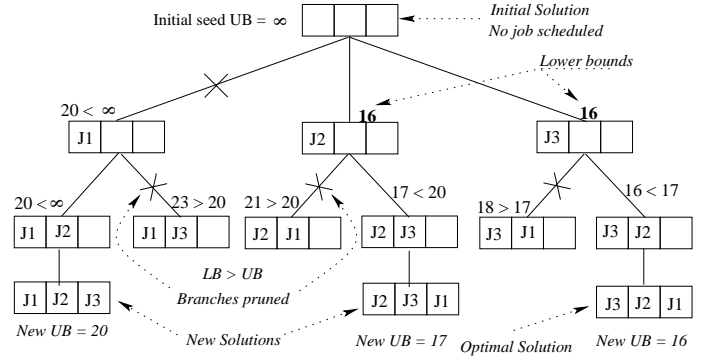 Initial seed UB = ∞
Initial Solution
No job scheduled
Lower bounds
20 < ∞
16
16
J1
J2
J3
20 < ∞
23 > 20
21 > 20
17 < 20
18 > 17
16 < 17
J1 J2
J1 J3
J2 J1
J2 J3
J3 J1
J3 J2
LB > UB
Branches pruned
J1 J2 J3
J2 J3 J1
J3 J2 J1
New UB = 20
New Solutions
New UB = 17
Optimal Solution
New UB = 16